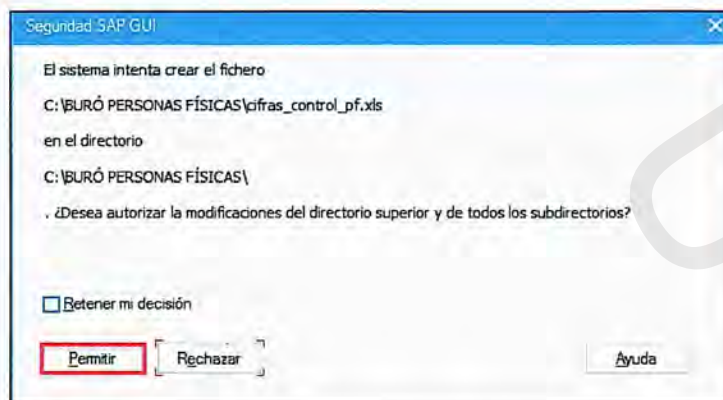 Seguridad SAP GUI
El sistema intenta crear el fichero
C:\BURÓ PERSONAS FÍSICAS\cifras_control_pf.xls
en el directorio
C:\BURÓ PERSONAS FÍSICAS\
. ¿Desea autorizar la modificaciones del directorio superior y de todos los subdirectorios?
Retener mi decisión
Permitir Rechazar Ayuda